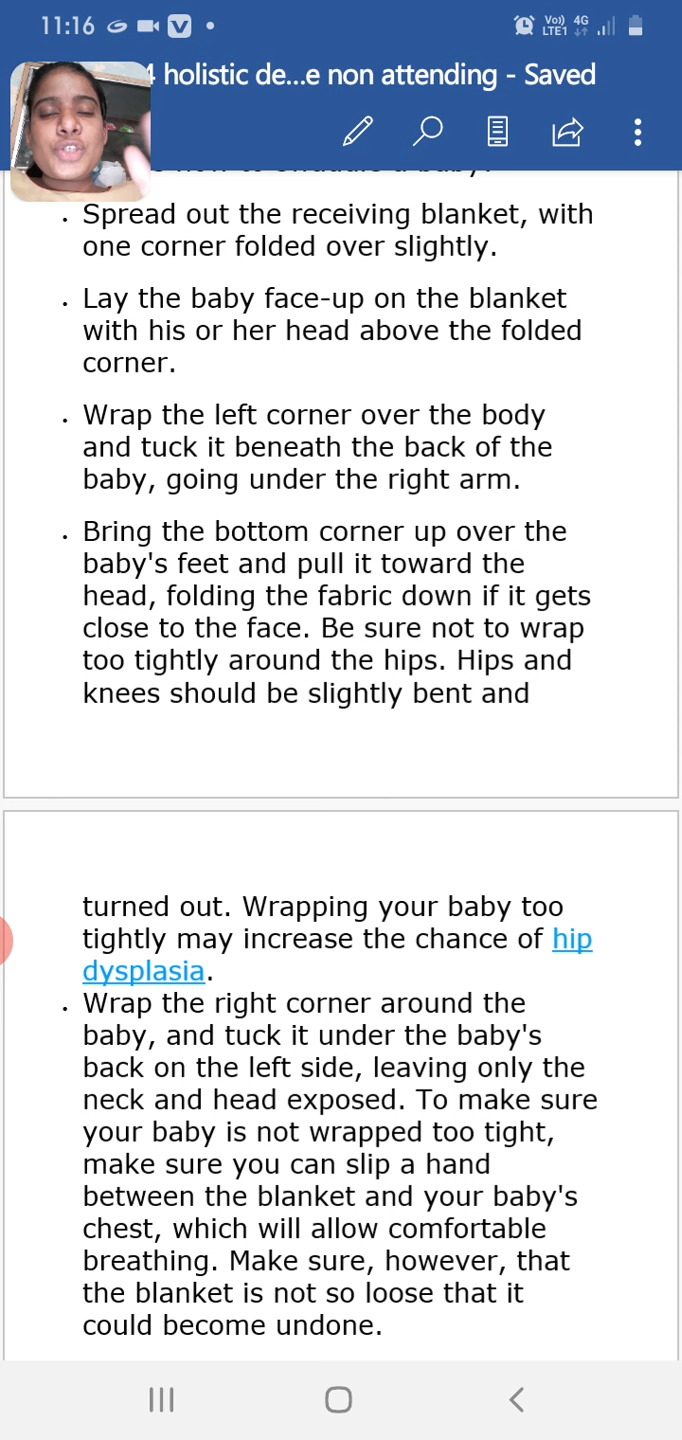 11:16
Vo)) 4G
LTE1
4 holistic de...e non attending - Saved
• Spread out the receiving blanket, with
one corner folded over slightly.
• Lay the baby face-up on the blanket
with his or her head above the folded
corner.
• Wrap the left corner over the body
and tuck it beneath the back of the
baby, going under the right arm.
• Bring the bottom corner up over the
baby's feet and pull it toward the
head, folding the fabric down if it gets
close to the face. Be sure not to wrap
too tightly around the hips. Hips and
knees should be slightly bent and
turned out. Wrapping your baby too
tightly may increase the chance of hip
dysplasia.
• Wrap the right corner around the
baby, and tuck it under the baby's
back on the left side, leaving only the
neck and head exposed. To make sure
your baby is not wrapped too tight,
make sure you can slip a hand
between the blanket and your baby's
chest, which will allow comfortable
breathing. Make sure, however, that
the blanket is not so loose that it
could become undone.